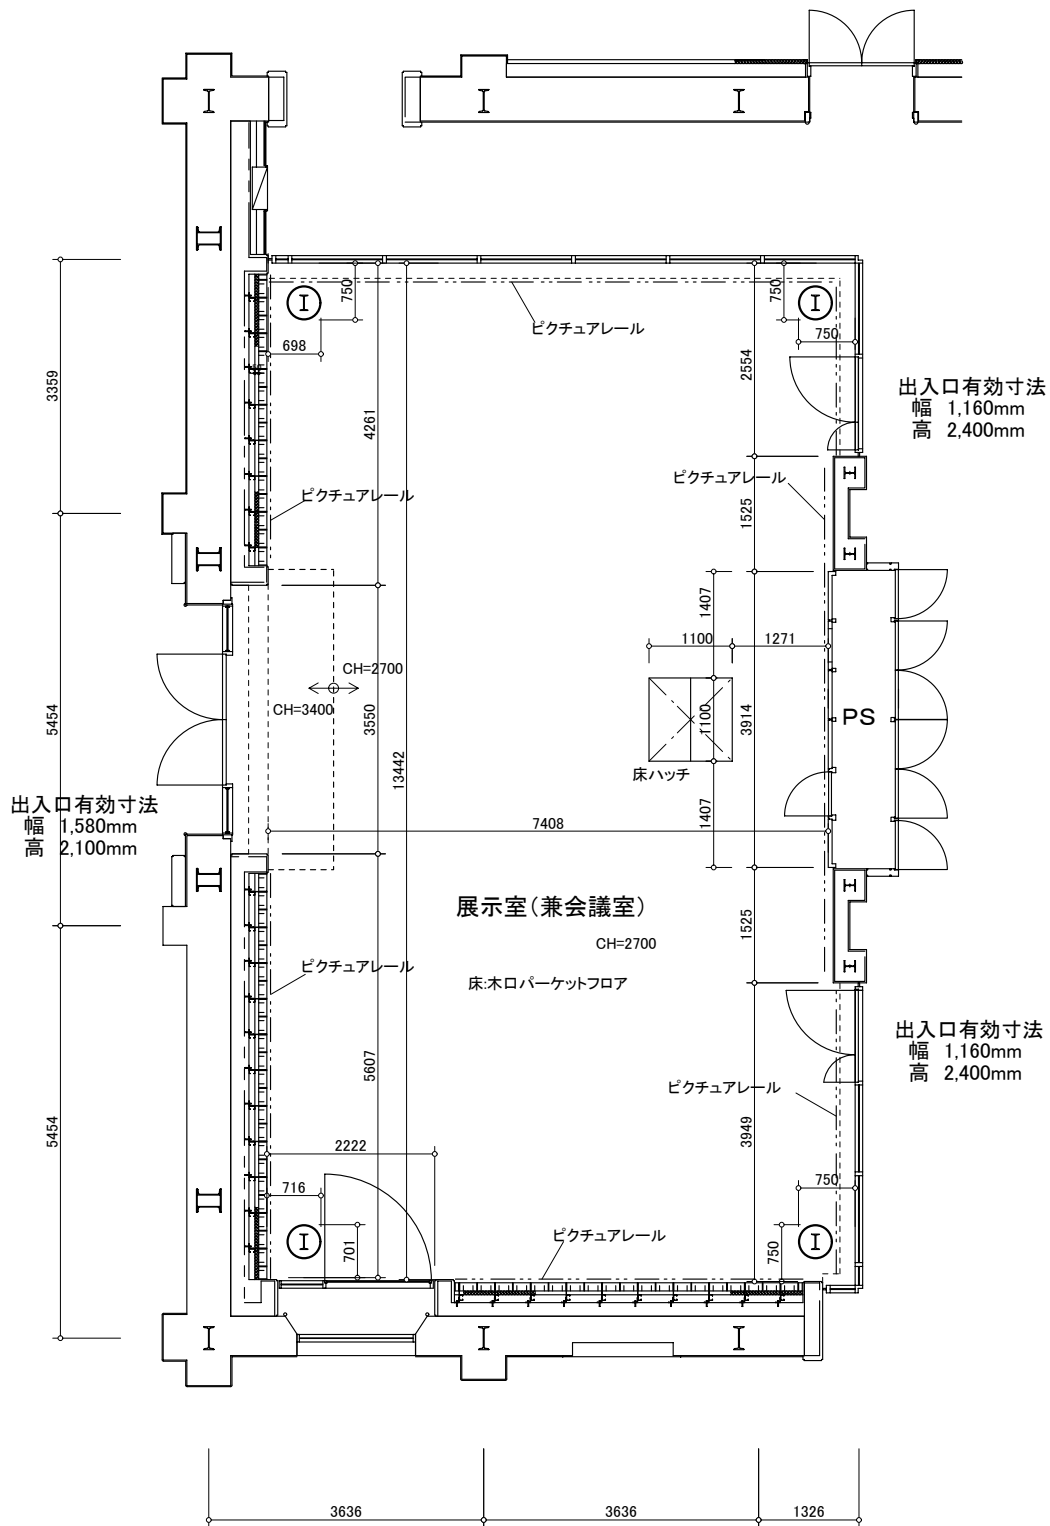 750
750
ピクチュアレール
750
698
2554
出入口有効寸法
幅 1,160mm
高 2,400mm
3359
4261
ピクチュアレール
ピクチュアレール
1525
1407
1100
1271
CH=2700
CH=3400
5454
3550
13442
1100
3914
PS
床ハッチ
出入口有効寸法
幅 1,580mm
高 2,100mm
7408
1407
展示室(兼会議室)
CH=2700
1525
ピクチュアレール
床:木口パーケットフロア
出入口有効寸法
幅 1,160mm
高 2,400mm
5607
ピクチュアレール
5454
3949
2222
716
750
701
ピクチュアレール
750
3636
3636
1326